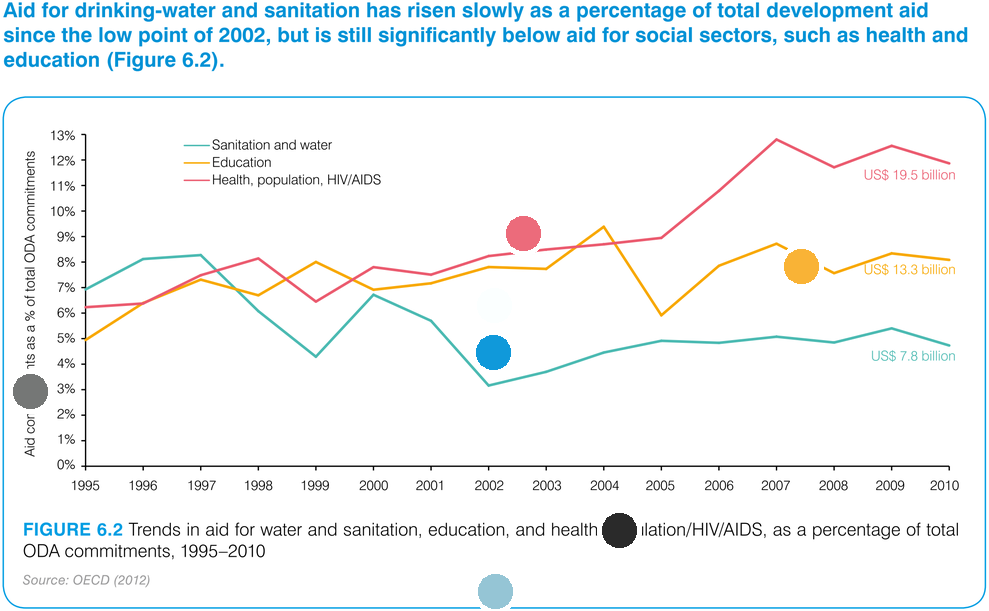 Aid for drinking-water and sanitation has risen slowly as a percentage of total development aid
since the low point of 2002, but is still significantly below aid for social sectors, such as health and
education (Figure 6.2).
13%
12%
11%
10%
9%
8%
7%
6%
5%
4%
3%
2%
1%
0%
Aid as a % of total ODA commitments
Sanitation and water
Education
Health, population, HIV/AIDS
US$ 19.5 billion
US$ 13.3 billion
US$ 7.8 billion
1995 1996 1997 1998 1999 2000 2001 2002 2003 2004 2005 2006 2007 2008 2009 2010
FIGURE 6.2 Trends in aid for water and sanitation, education, and health /HIV/AIDS, as a percentage of total
ODA commitments, 1995–2010
Source: OECD (2012)